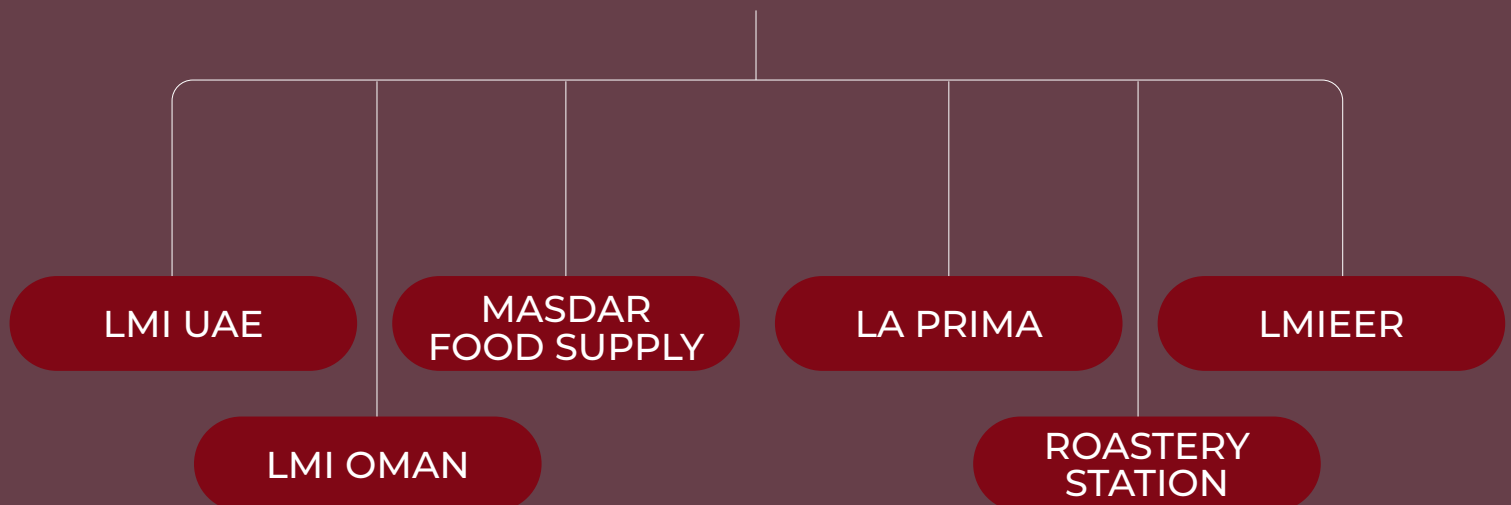 LMI UAE
MASDAR
FOOD SUPPLY
LA PRIMA
LMIEER
LMI OMAN
ROASTERY
STATION